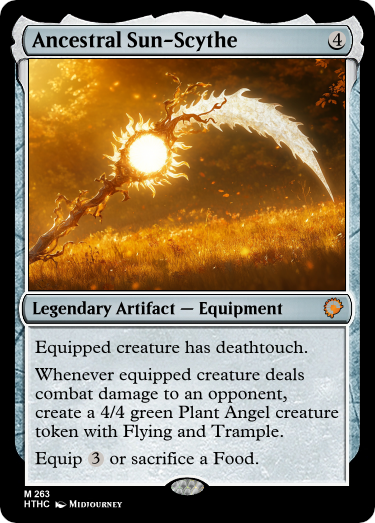 Ancestral Sun-Scythe 4
Legendary Artifact — Equipment
Equipped creature has deathtouch.
Whenever equipped creature deals
combat damage to an opponent,
create a 4/4 green Plant Angel creature
token with Flying and Trample.
Equip 3 or sacrifice a Food.
M 263
HTHC Midjourney